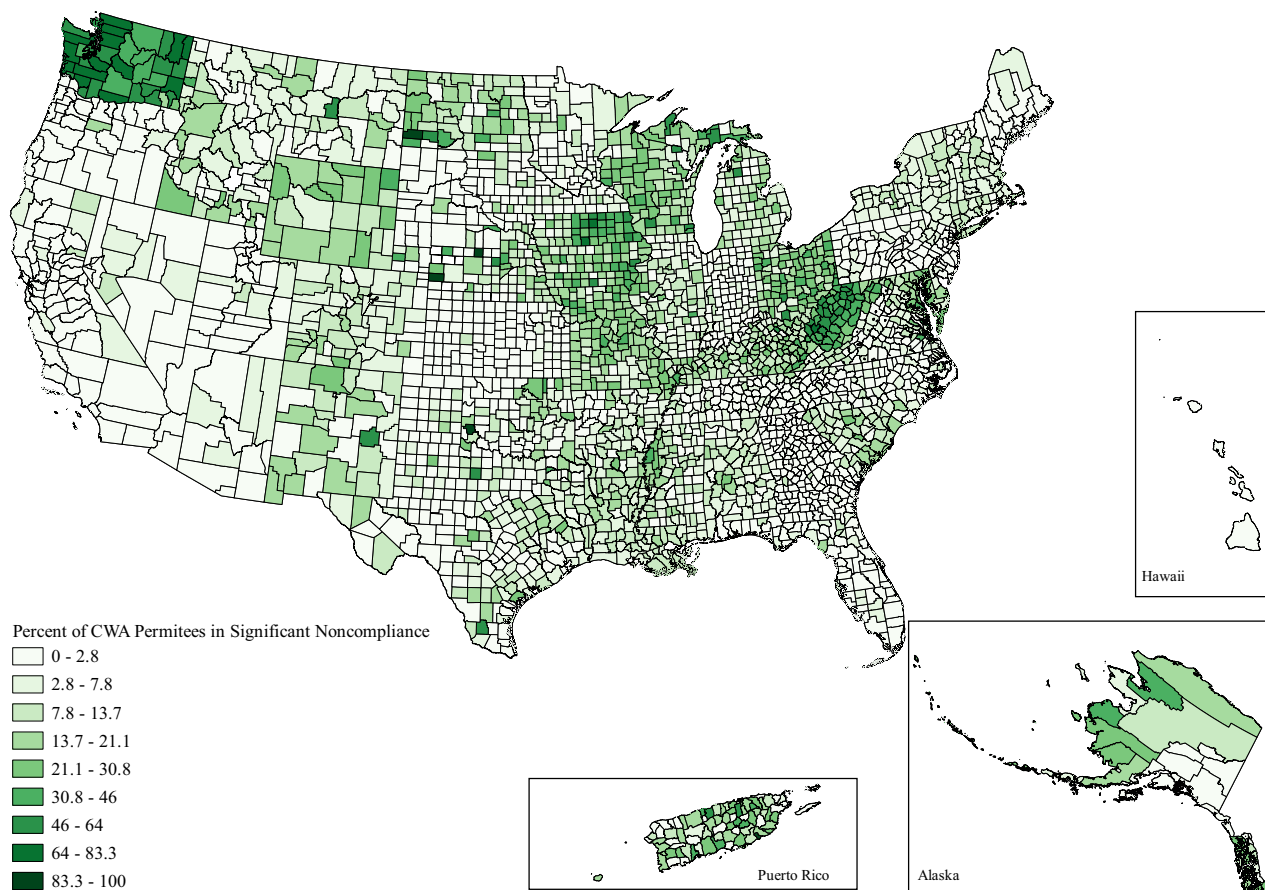 Hawaii
Percent of CWA Permitees in Significant Noncompliance
0 - 2.8
2.8 - 7.8
7.8 - 13.7
13.7 - 21.1
21.1 - 30.8
30.8 - 46
46 - 64
64 - 83.3
83.3 - 100
Puerto Rico
Alaska